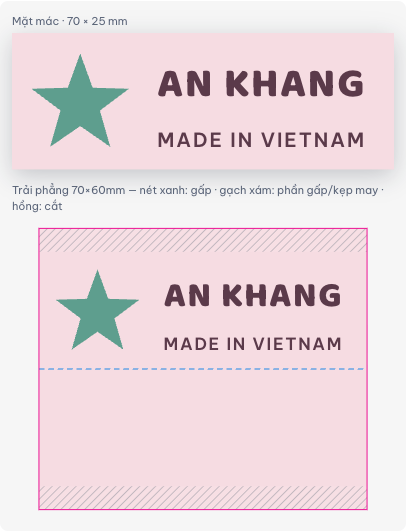 Mặt mác · 70 × 25 mm
AN KHANG
MADE IN VIETNAM
Trải phẳng 70×60mm — nét xanh: gấp · gạch xám: phần gấp/kẹp may ·
hồng: cắt
AN KHANG
MADE IN VIETNAM